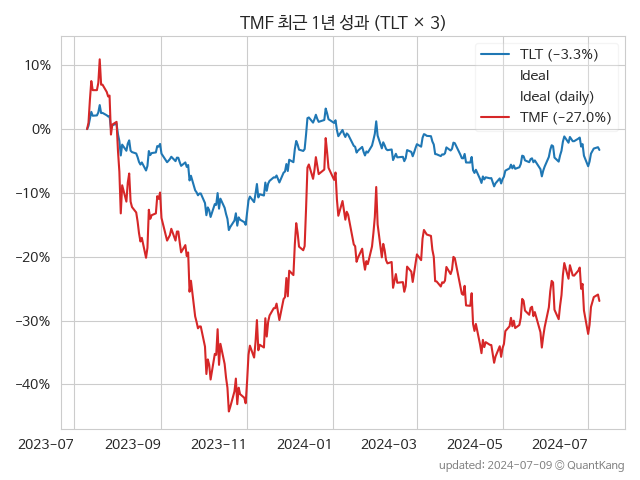 TMF 최근 1년 성과 (TLT × 3)
TLT (−3.3%)
Ideal
Ideal (daily)
TMF (−27.0%)
10%
0%
−10%
−20%
−30%
−40%
2023-07
2023-09
2023-11
2024-01
2024-03
2024-05
2024-07
updated: 2024-07-09 © QuantKang